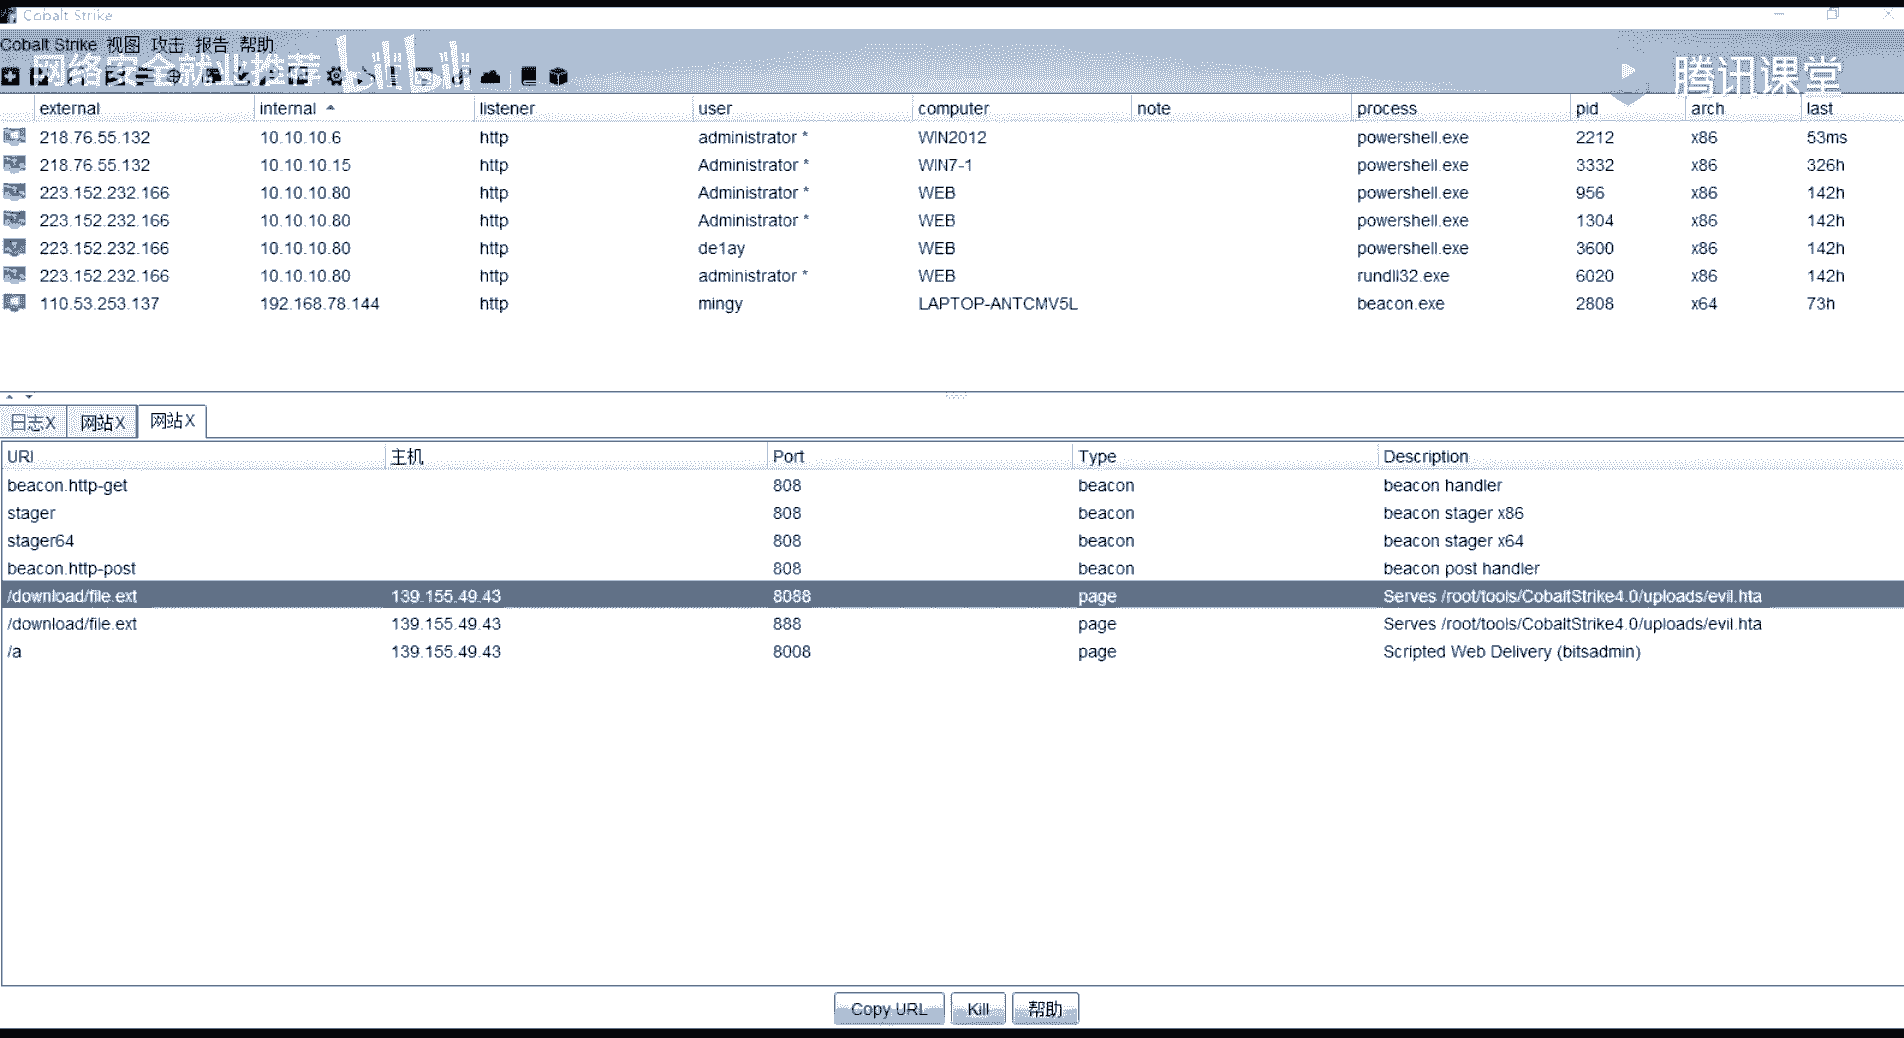 Cobalt Strike
Cobalt Strike 视图 攻击 报告 帮助
网络安全就业推荐 bilibili 腾讯课堂
external internal listener user computer note process pid arch last
218.76.55.132 10.10.10.6 http administrator * WIN2012 powershell.exe 2212 x86 53ms
218.76.55.132 10.10.10.15 http Administrator * WIN7-1 powershell.exe 3332 x86 326h
223.152.232.166 10.10.10.80 http Administrator * WEB powershell.exe 956 x86 142h
223.152.232.166 10.10.10.80 http Administrator * WEB powershell.exe 1304 x86 142h
223.152.232.166 10.10.10.80 http de1ay WEB powershell.exe 3600 x86 142h
223.152.232.166 10.10.10.80 http administrator * WEB rundll32.exe 6020 x86 142h
110.53.253.137 192.168.78.144 http mingy LAPTOP-ANTCMV5L beacon.exe 2808 x64 73h
日志X 网站X 网站X
URI 主机 Port Type Description
beacon.http-get 808 beacon beacon handler
stager 808 beacon beacon stager x86
stager64 808 beacon beacon stager x64
beacon.http-post 808 beacon beacon post handler
/download/file.ext 139.155.49.43 8088 page Serves /root/tools/CobaltStrike4.0/uploads/evil.hta
/download/file.ext 139.155.49.43 888 page Serves /root/tools/CobaltStrike4.0/uploads/evil.hta
/a 139.155.49.43 8008 page Scripted Web Delivery (bitsadmin)
Copy URL Kill 帮助